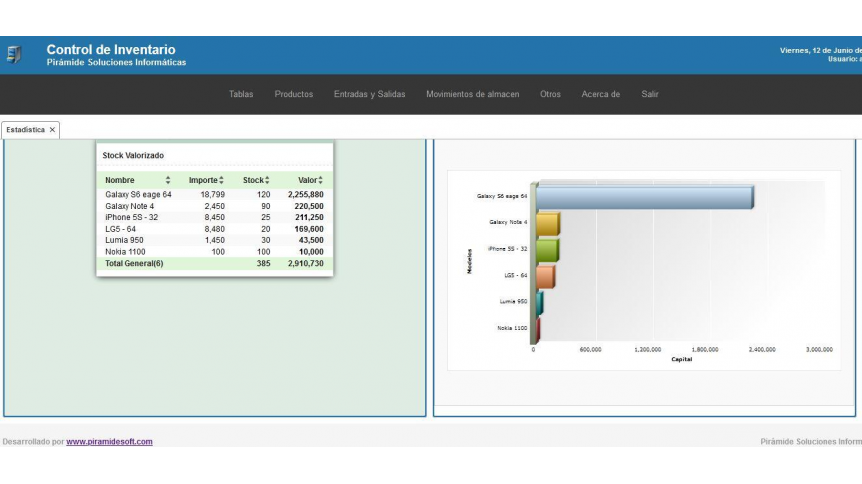 Control de Inventario
Pirámide Soluciones Informáticas
Viernes, 12 de Junio de
Usuario: a
Tablas Productos Entradas y Salidas Movimientos de almacen Otros Acerca de Salir
Estadistica ×
Stock Valorizado
Nombre Importe Stock Valor
Galaxy S6 eage 64 18,799 120 2,255,880
Galaxy Note 4 2,450 90 220,500
iPhone 5S - 32 8,450 25 211,250
LG5 - 64 8,480 20 169,600
Lumia 950 1,450 30 43,500
Nokia 1100 100 100 10,000
Total General(6) 385 2,910,730
Modelos
Galaxy S6 eage 64
Galaxy Note 4
iPhone 5S - 32
LG5 - 64
Lumia 950
Nokia 1100
0 600,000 1,200,000 1,800,000 2,400,000 3,000,000
Capital
Desarrollado por www.piramidesoft.com
Pirámide Soluciones Inform